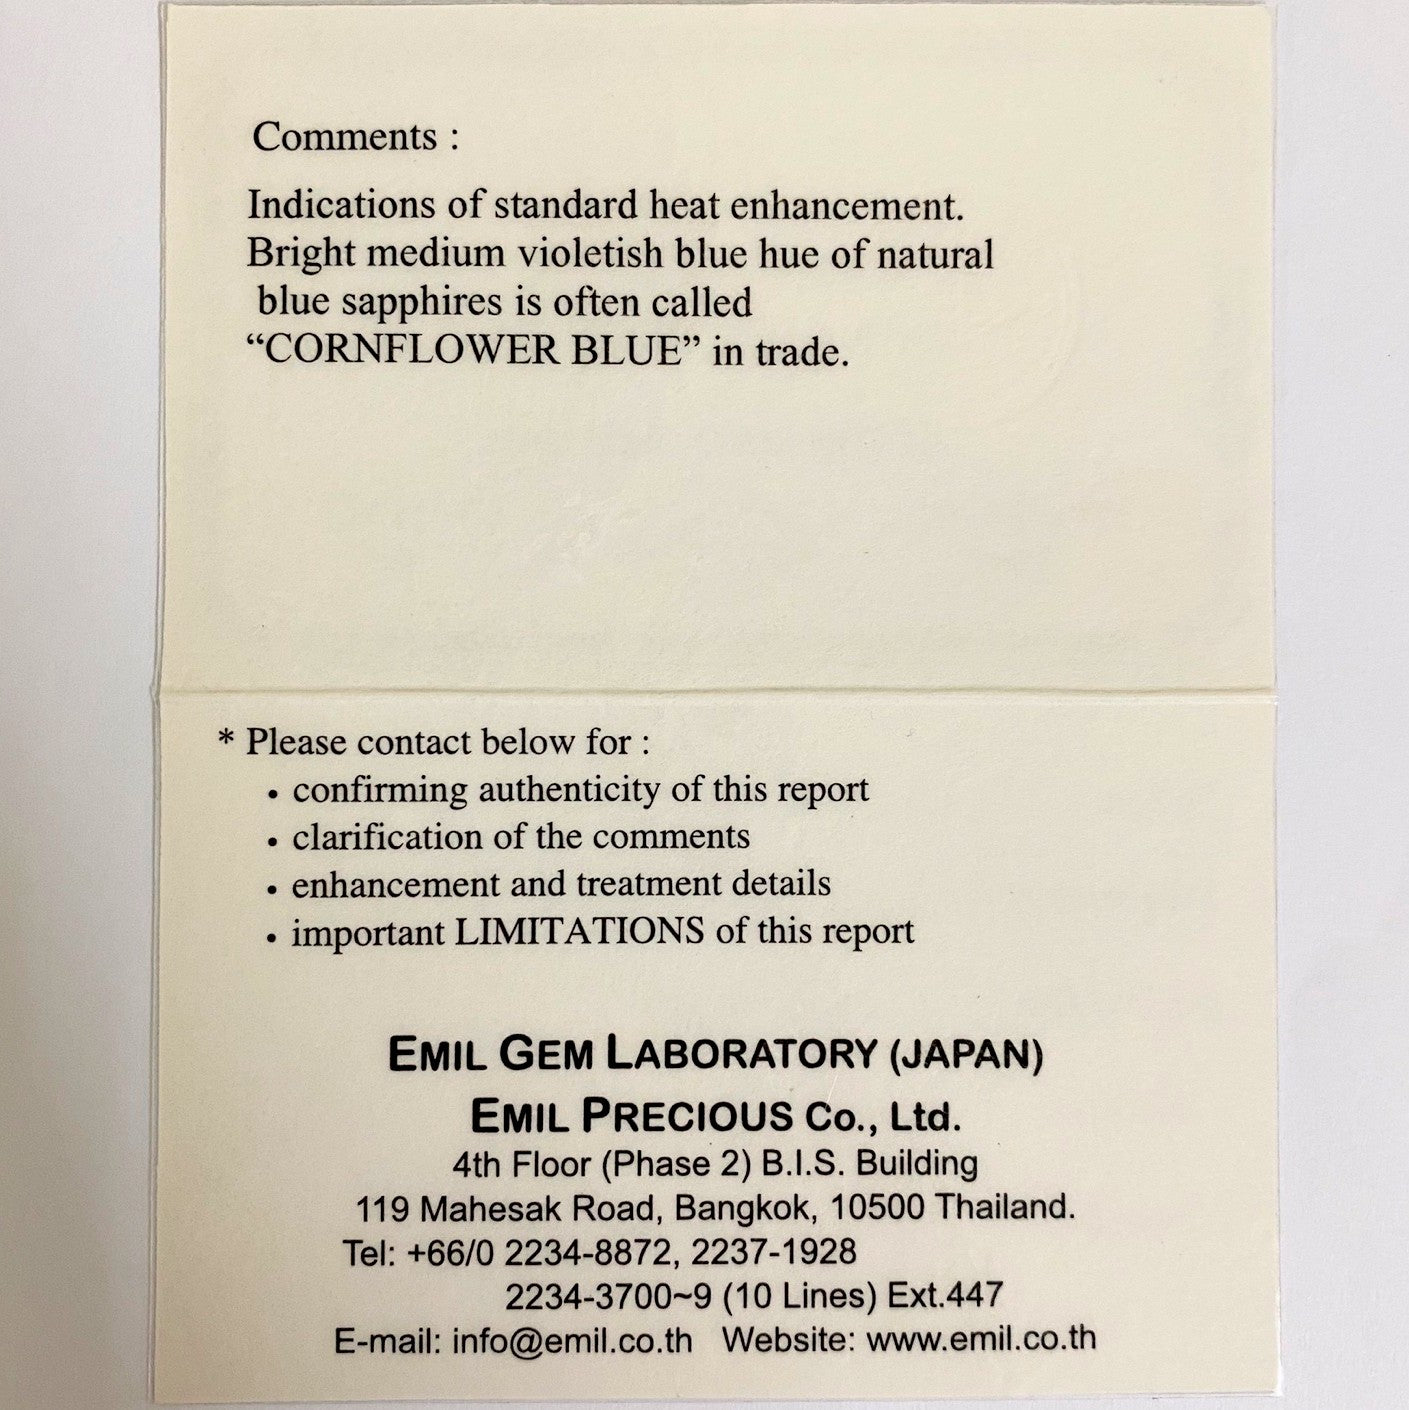 Comments :
Indications of standard heat enhancement.
Bright medium violetish blue hue of natural
blue sapphires is often called
“CORNFLOWER BLUE” in trade.
* Please contact below for :
• confirming authenticity of this report
• clarification of the comments
• enhancement and treatment details
• important LIMITATIONS of this report
EMIL GEM LABORATORY (JAPAN)
EMIL PRECIOUS Co., Ltd.
4th Floor (Phase 2) B.I.S. Building
119 Mahesak Road, Bangkok, 10500 Thailand.
Tel: +66/0 2234-8872, 2237-1928
2234-3700~9 (10 Lines) Ext.447
E-mail: info@emil.co.th Website: www.emil.co.th